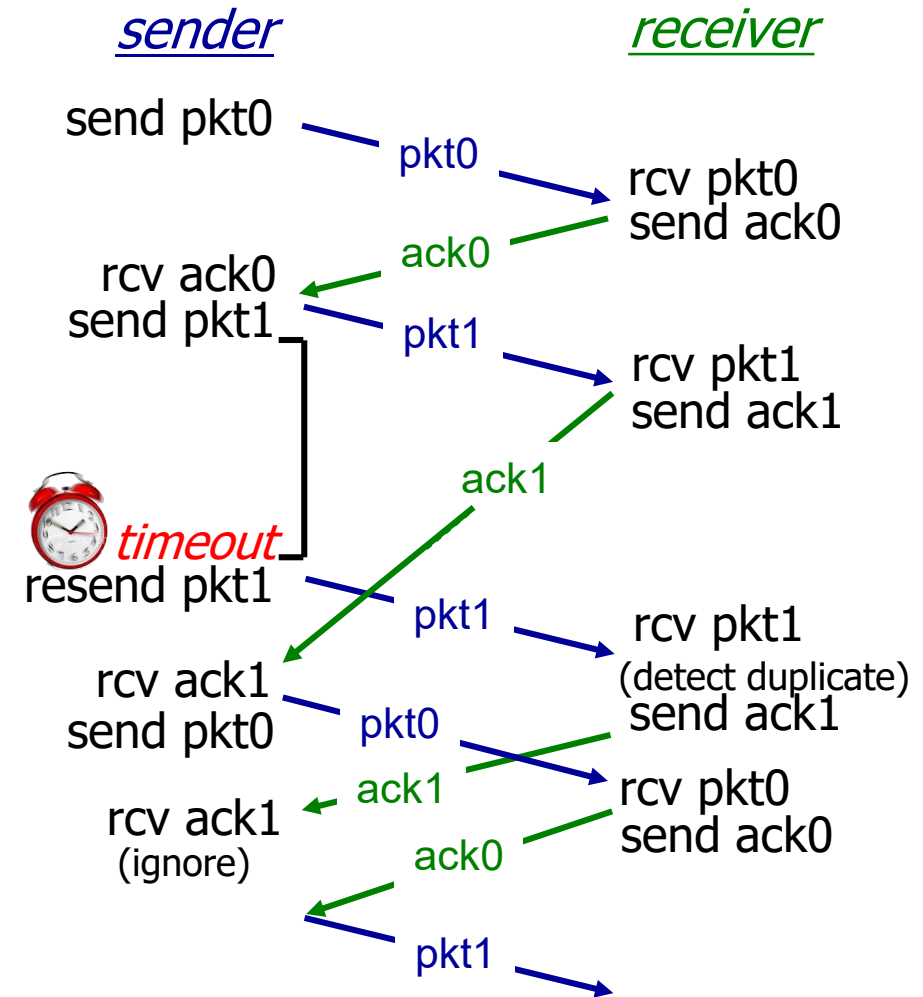 sender
receiver
send pkt0
pkt0
rcv pkt0
send ack0
ack0
rcv ack0
send pkt1
pkt1
rcv pkt1
send ack1
ack1
timeout
resend pkt1
pkt1
rcv pkt1
(detect duplicate)
send ack1
rcv ack1
send pkt0
pkt0
ack1
rcv pkt0
send ack0
rcv ack1
(ignore)
ack0
pkt1